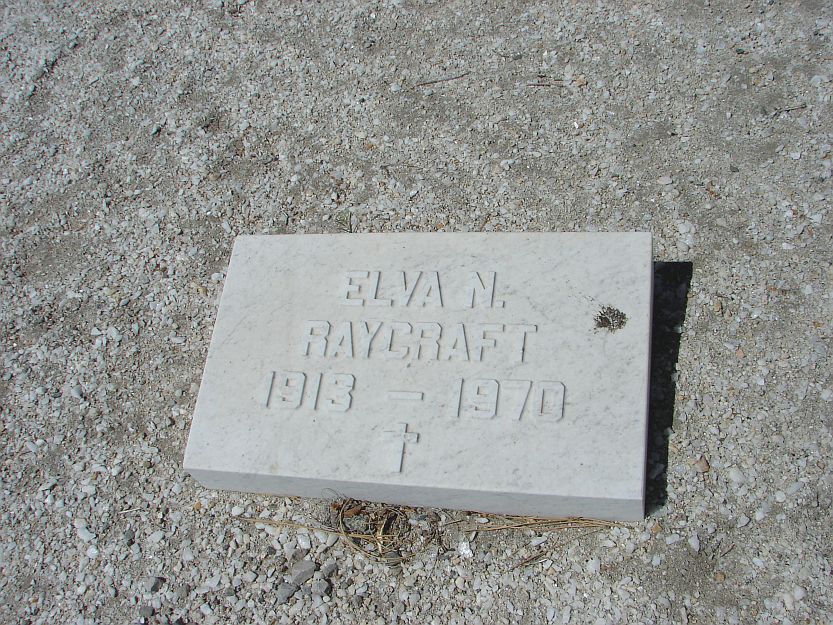 ELVA N.
RAYCRAFT
1913 – 1970